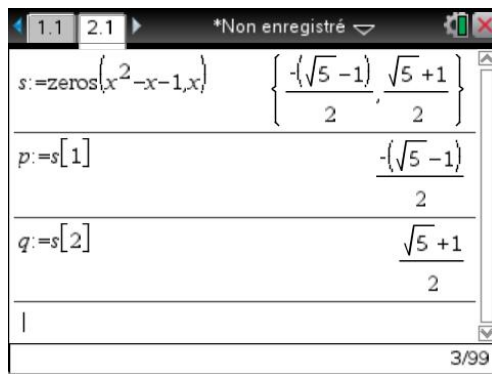 1.1 2.1 *Non enregistré
s:=zeros(x²-x-1,x) {-(√5-1)/2, (√5+1)/2}
p:=s[1] -(√5-1)/2
q:=s[2] (√5+1)/2
3/99